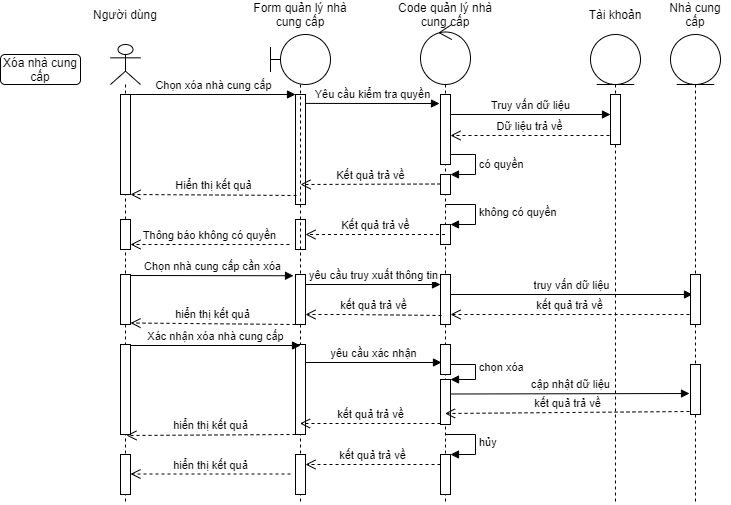 Người dùng
Form quản lý nhà
cung cấp
Code quản lý nhà
cung cấp
Tài khoản
Nhà cung
cấp
Xóa nhà cung
cấp
Chọn xóa nhà cung cấp
Yêu cầu kiểm tra quyền
Truy vấn dữ liệu
Dữ liệu trả về
có quyền
Kết quả trả về
Hiển thị kết quả
không có quyền
Kết quả trả về
Thông báo không có quyền
Chọn nhà cung cấp cần xóa
yêu cầu truy xuất thông tin
truy vấn dữ liệu
kết quả trả về
kết quả trả về
hiển thị kết quả
Xác nhận xóa nhà cung cấp
yêu cầu xác nhận
chọn xóa
cập nhật dữ liệu
kết quả trả về
kết quả trả về
hiển thị kết quả
hủy
kết quả trả về
hiển thị kết quả